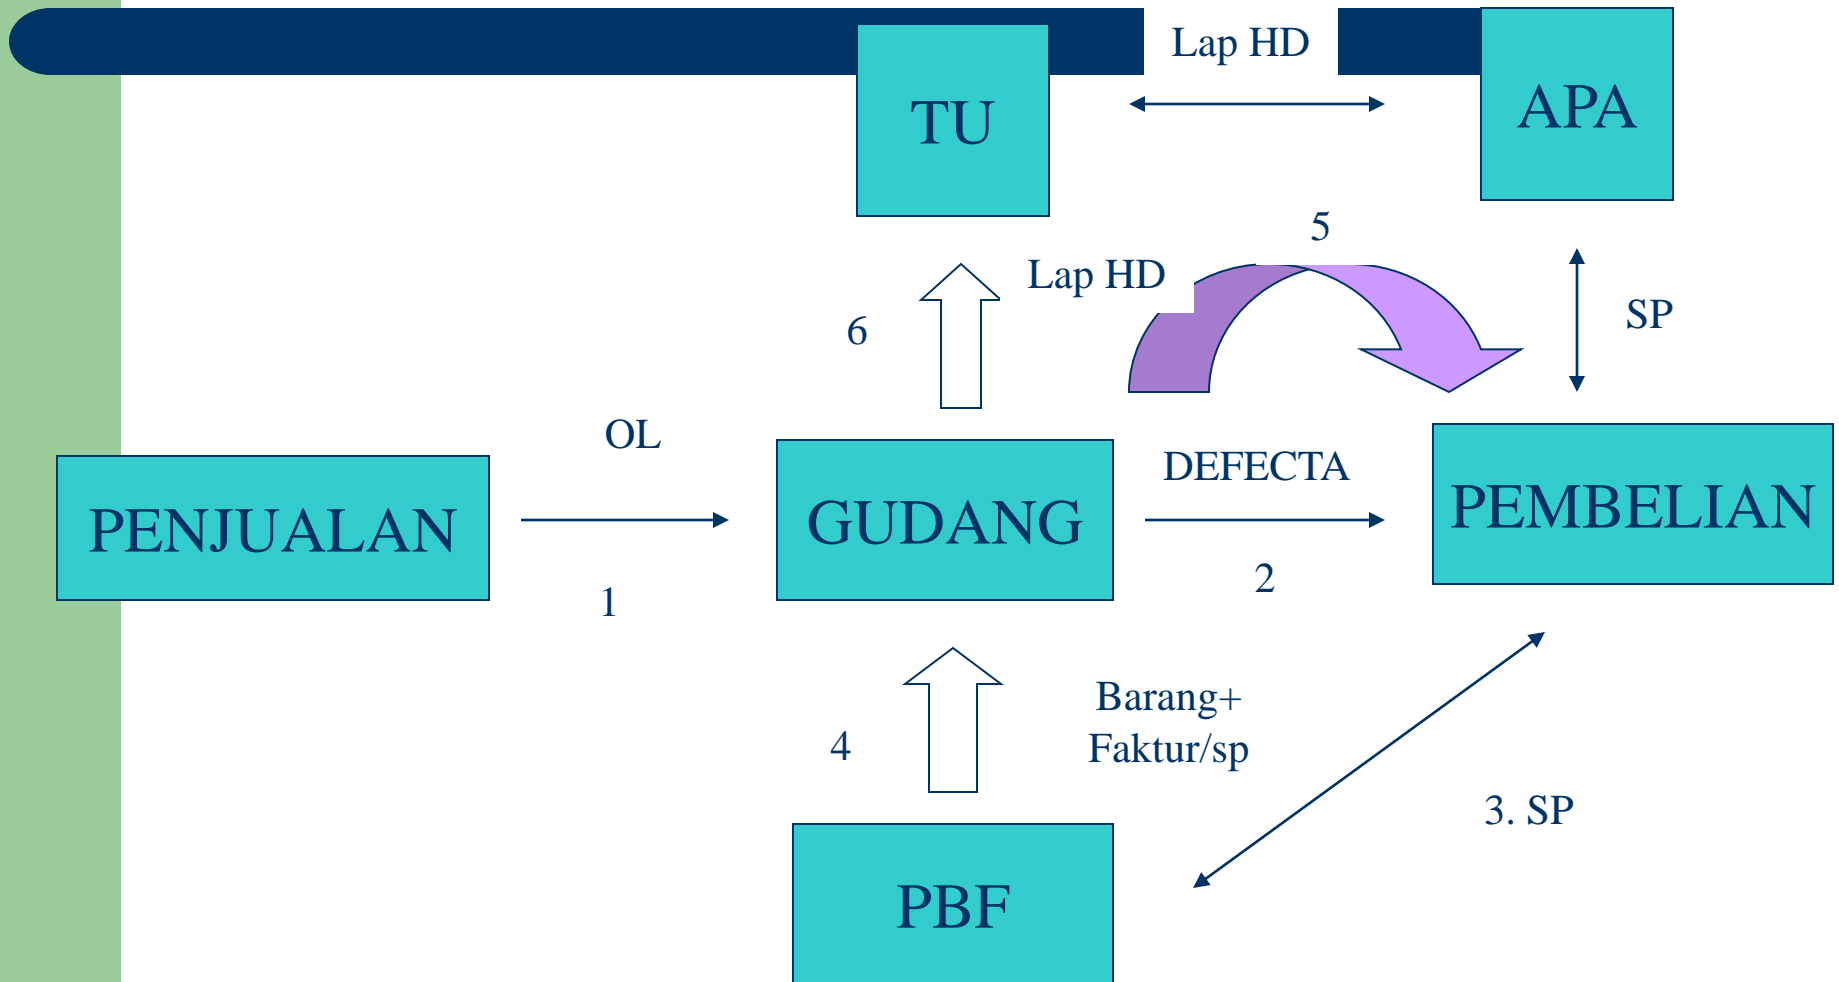 Lap HD
TU
APA
5
Lap HD
6
SP
OL
DEFECTA
PENJUALAN
GUDANG
PEMBELIAN
1
2
Barang+
Faktur/sp
4
3. SP
PBF